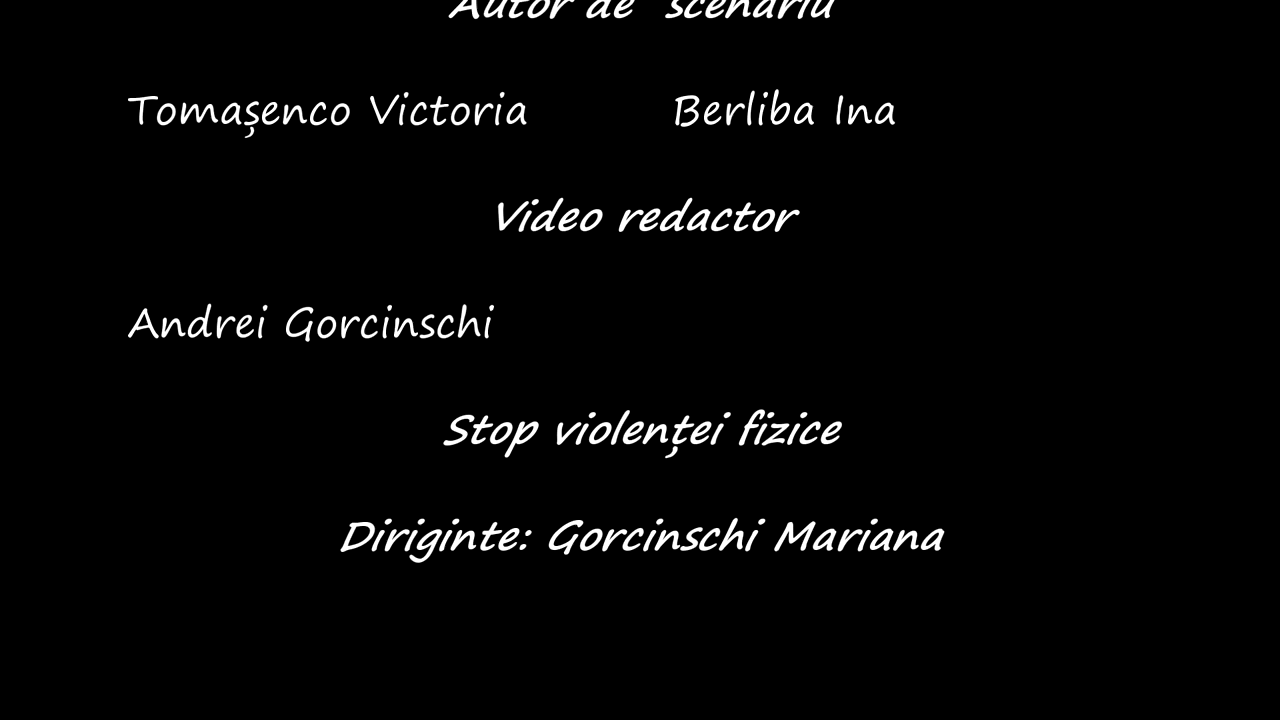 Autor de scenariu
Tomașenco Victoria Berliba Ina
Video redactor
Andrei Gorcinschi
Stop violenței fizice
Diriginte: Gorcinschi Mariana